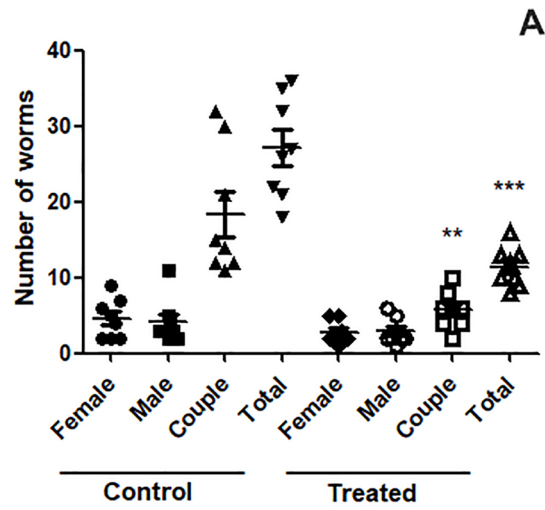 A
Number of worms
40
30
20
10
0
**
***
Female
Male
Couple
Total
Female
Male
Couple
Total
Control
Treated